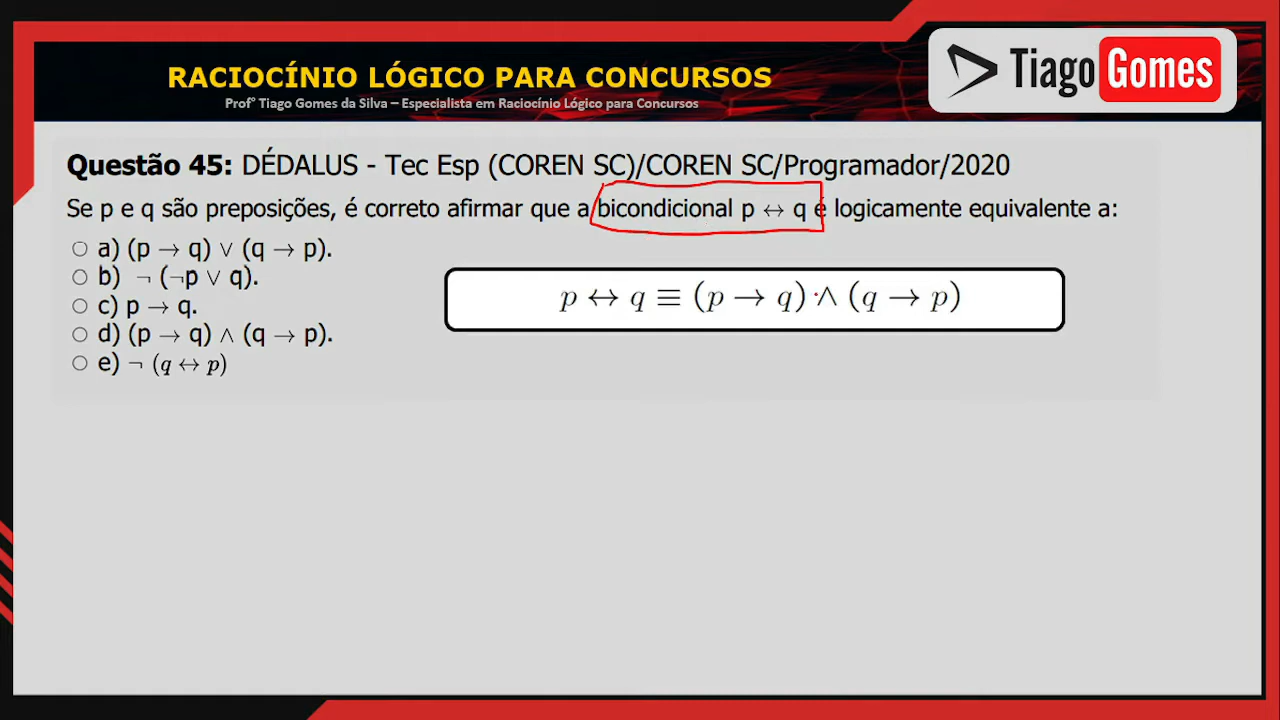 RACIOCÍNIO LÓGICO PARA CONCURSOS
Prof° Tiago Gomes da Silva – Especialista em Raciocínio Lógico para Concursos
Tiago Gomes
Questão 45: DÉDALUS - Tec Esp (COREN SC)/COREN SC/Programador/2020
Se p e q são preposições, é correto afirmar que a bicondicional p ↔ q é logicamente equivalente a:
a) (p → q) ∨ (q → p).
b) ¬ (¬p ∨ q).
c) p → q.
d) (p → q) ∧ (q → p).
e) ¬ (q ↔ p)
p ↔ q ≡ (p → q) ∧ (q → p)